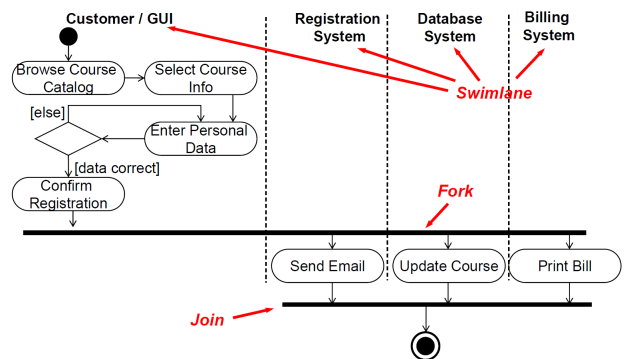 Customer / GUI
Registration
System
Database
System
Billing
System
Swimlane
Browse Course
Catalog
Select Course
Info
[else]
Enter Personal
Data
[data correct]
Confirm
Registration
Fork
Send Email
Update Course
Print Bill
Join